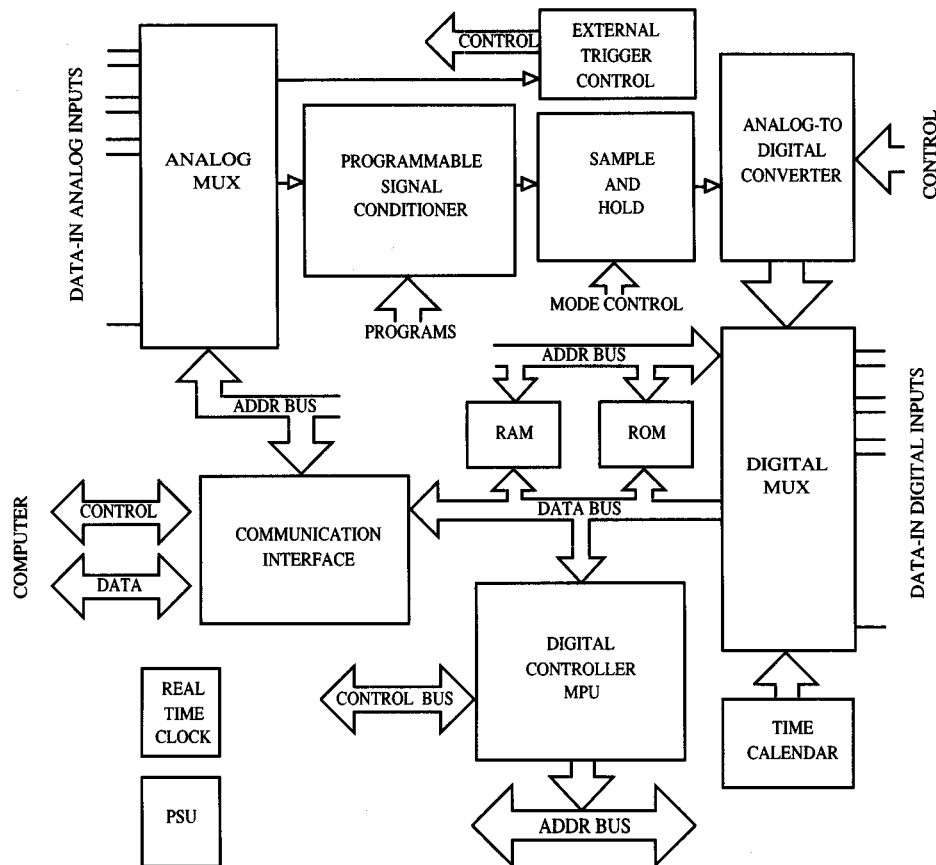 EXTERNAL
TRIGGER
CONTROL
CONTROL
DATA-IN ANALOG INPUTS
ANALOG
MUX
PROGRAMMABLE
SIGNAL
CONDITIONER
SAMPLE
AND
HOLD
ANALOG-TO
DIGITAL
CONVERTER
CONTROL
PROGRAMS
MODE CONTROL
ADDR BUS
ADDR BUS
RAM
ROM
DIGITAL
MUX
DATA-IN DIGITAL INPUTS
COMPUTER
CONTROL
DATA
COMMUNICATION
INTERFACE
DATA BUS
DIGITAL
CONTROLLER
MPU
CONTROL BUS
REAL
TIME
CLOCK
TIME
CALENDAR
PSU
ADDR BUS